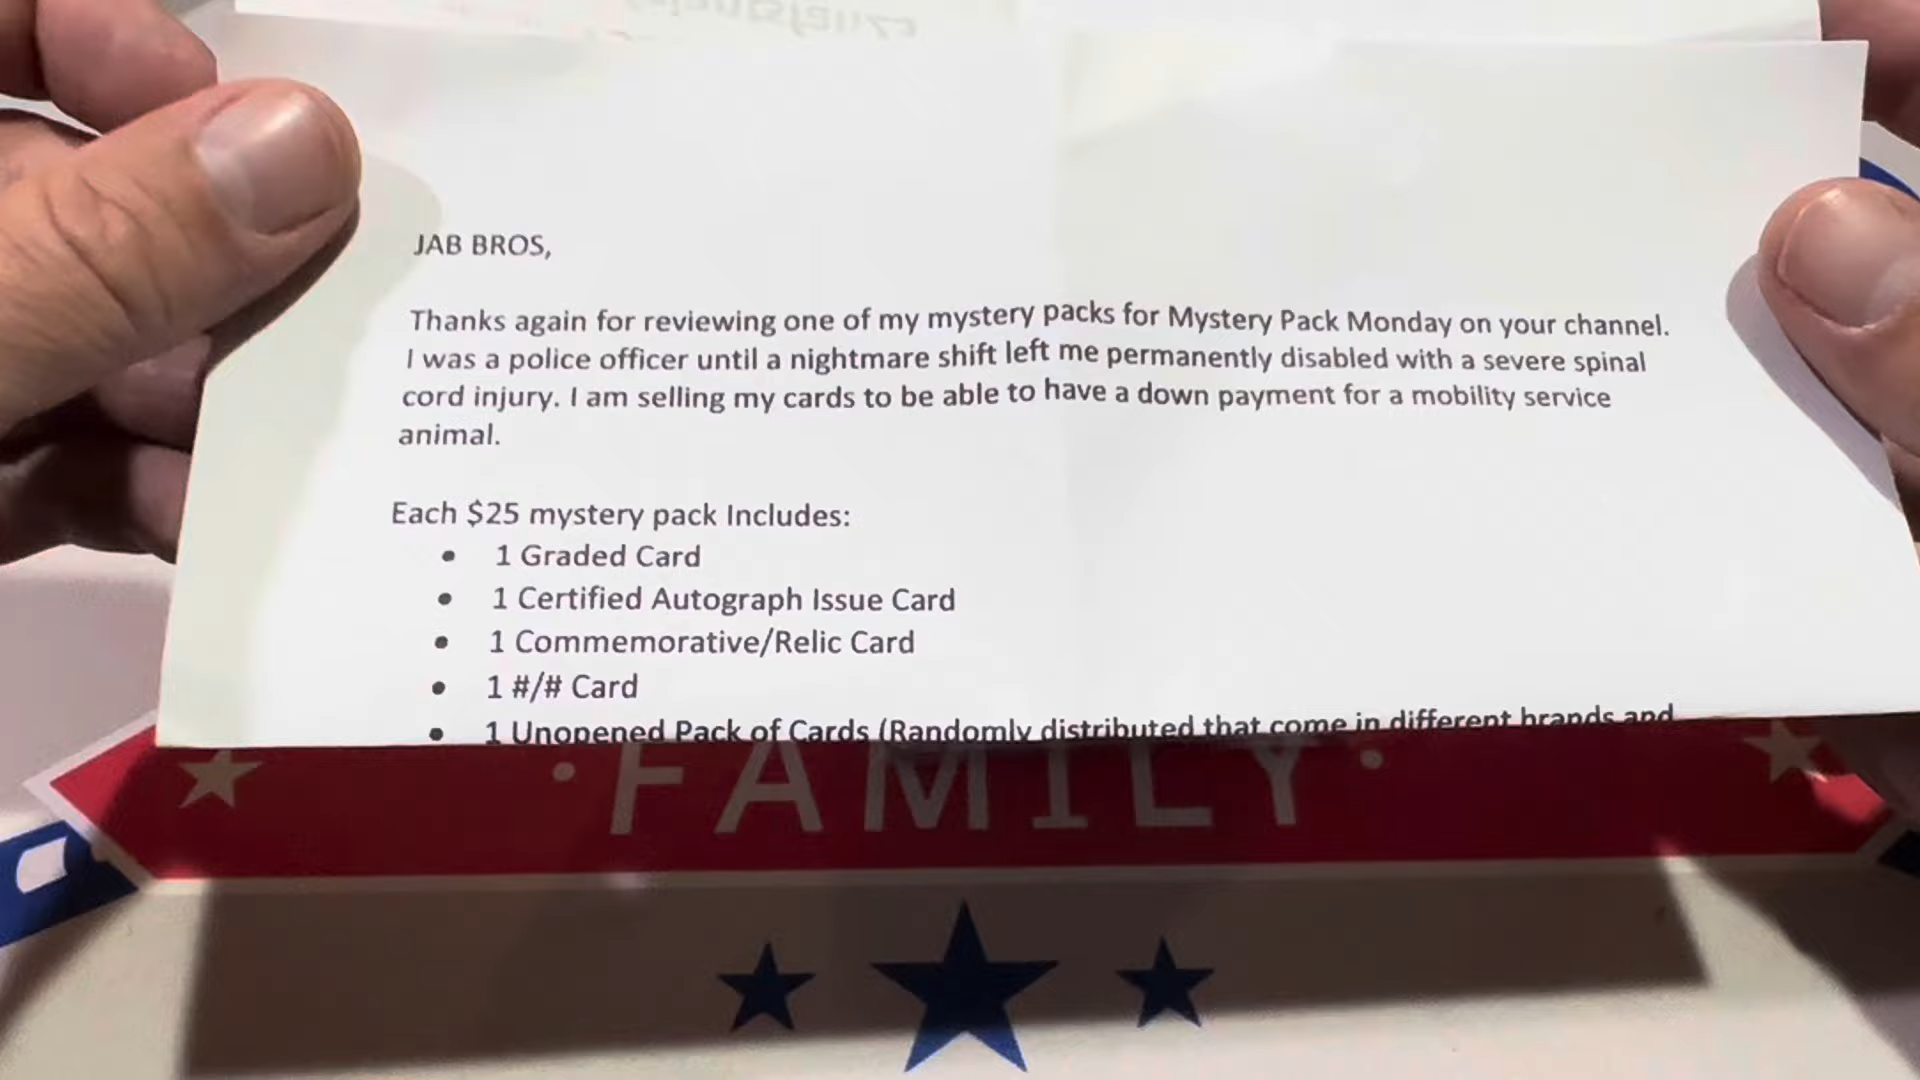 JAB BROS,
Thanks again for reviewing one of my mystery packs for Mystery Pack Monday on your channel.
I was a police officer until a nightmare shift left me permanently disabled with a severe spinal
cord injury. I am selling my cards to be able to have a down payment for a mobility service
animal.
Each $25 mystery pack Includes:
• 1 Graded Card
• 1 Certified Autograph Issue Card
• 1 Commemorative/Relic Card
• 1 #/# Card
• 1 Unopened Pack of Cards (Randomly distributed that come in different brands and
• FAMILY •